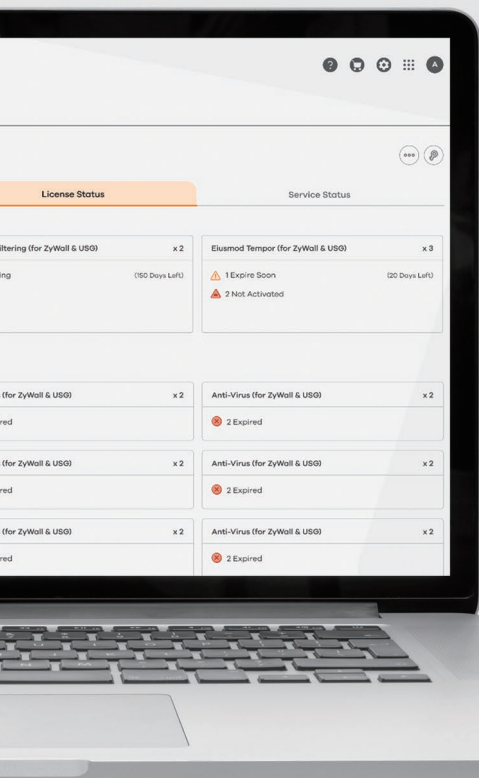 A
License Status
Service Status
iltering (for ZyWall & USG) x 2
ing (150 Days Left)
Eiusmod Tempor (for ZyWall & USG) x 3
1 Expire Soon (20 Days Left)
2 Not Activated
(for ZyWall & USG) x 2
red
Anti-Virus (for ZyWall & USG) x 2
2 Expired
(for ZyWall & USG) x 2
red
Anti-Virus (for ZyWall & USG) x 2
2 Expired
(for ZyWall & USG) x 2
red
Anti-Virus (for ZyWall & USG) x 2
2 Expired